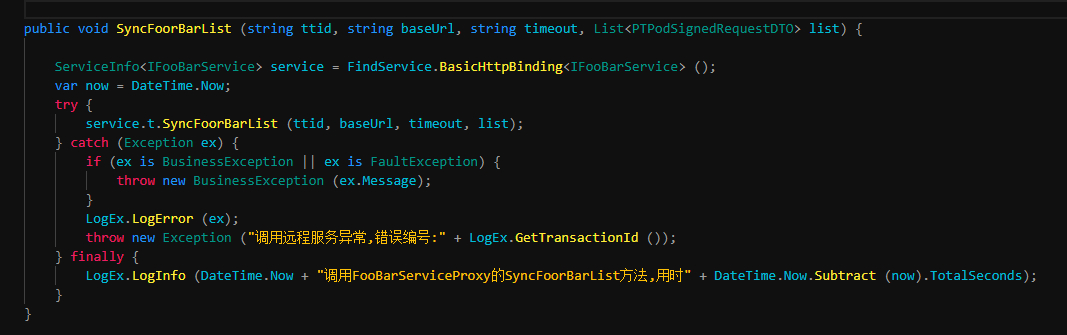 public void SyncFoorBarList (string ttid, string baseUrl, string timeout, List<PTPodSignedRequestDTO> list) {
ServiceInfo<IFooBarService> service = FindService.BasicHttpBinding<IFooBarService> ();
var now = DateTime.Now;
try {
service.t.SyncFoorBarList (ttid, baseUrl, timeout, list);
} catch (Exception ex) {
if (ex is BusinessException || ex is FaultException) {
throw new BusinessException (ex.Message);
}
LogEx.LogError (ex);
throw new Exception ("调用远程服务异常,错误编号:" + LogEx.GetTransactionId ());
} finally {
LogEx.LogInfo (DateTime.Now + "调用FooBarServiceProxy的SyncFoorBarList方法,用时" + DateTime.Now.Subtract (now).TotalSeconds);
}
}